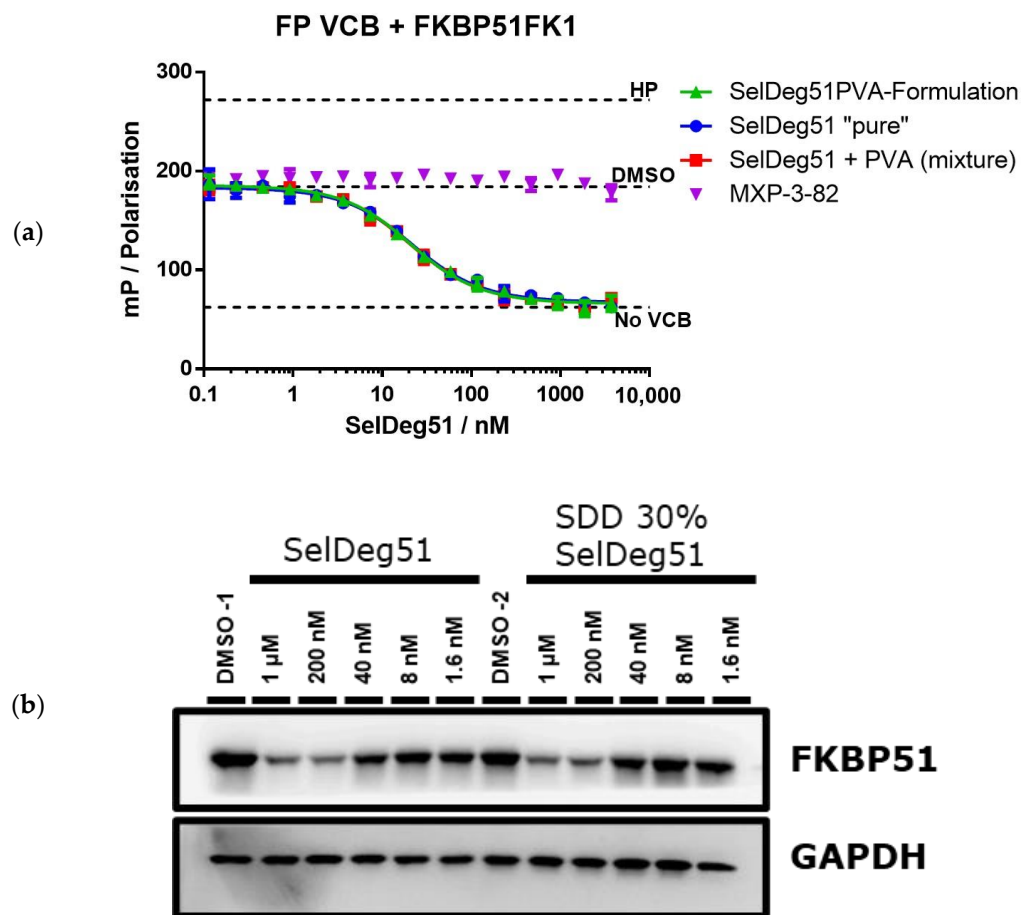 FP VCB + FKBP51FK1
(a)
mP / Polarisation
300
200
100
0
HP
DMSO
No VCB
0.1
1
10
100
1000
10,000
SelDeg51 / nM
SelDeg51PVA-Formulation
SelDeg51 "pure"
SelDeg51 + PVA (mixture)
MXP-3-82
(b)
SelDeg51
SDD 30%
SelDeg51
DMSO -1
1 µM
200 nM
40 nM
8 nM
1.6 nM
DMSO -2
1 µM
200 nM
40 nM
8 nM
1.6 nM
FKBP51
GAPDH